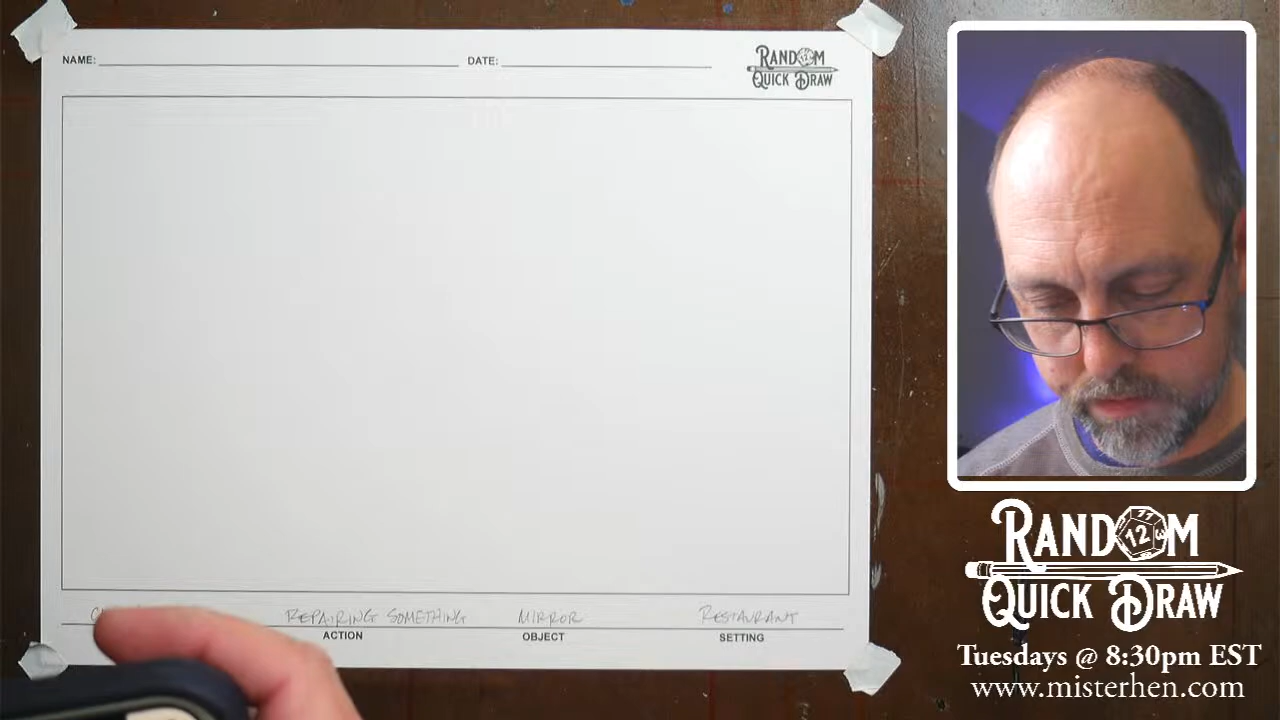 NAME: DATE: RANDOM
QUICK DRAW
REPAIRING SOMETHING MIRROR RESTAURANT
ACTION OBJECT SETTING
11
12
RANDOM
QUICK DRAW
Tuesdays @ 8:30pm EST
www.misterhen.com